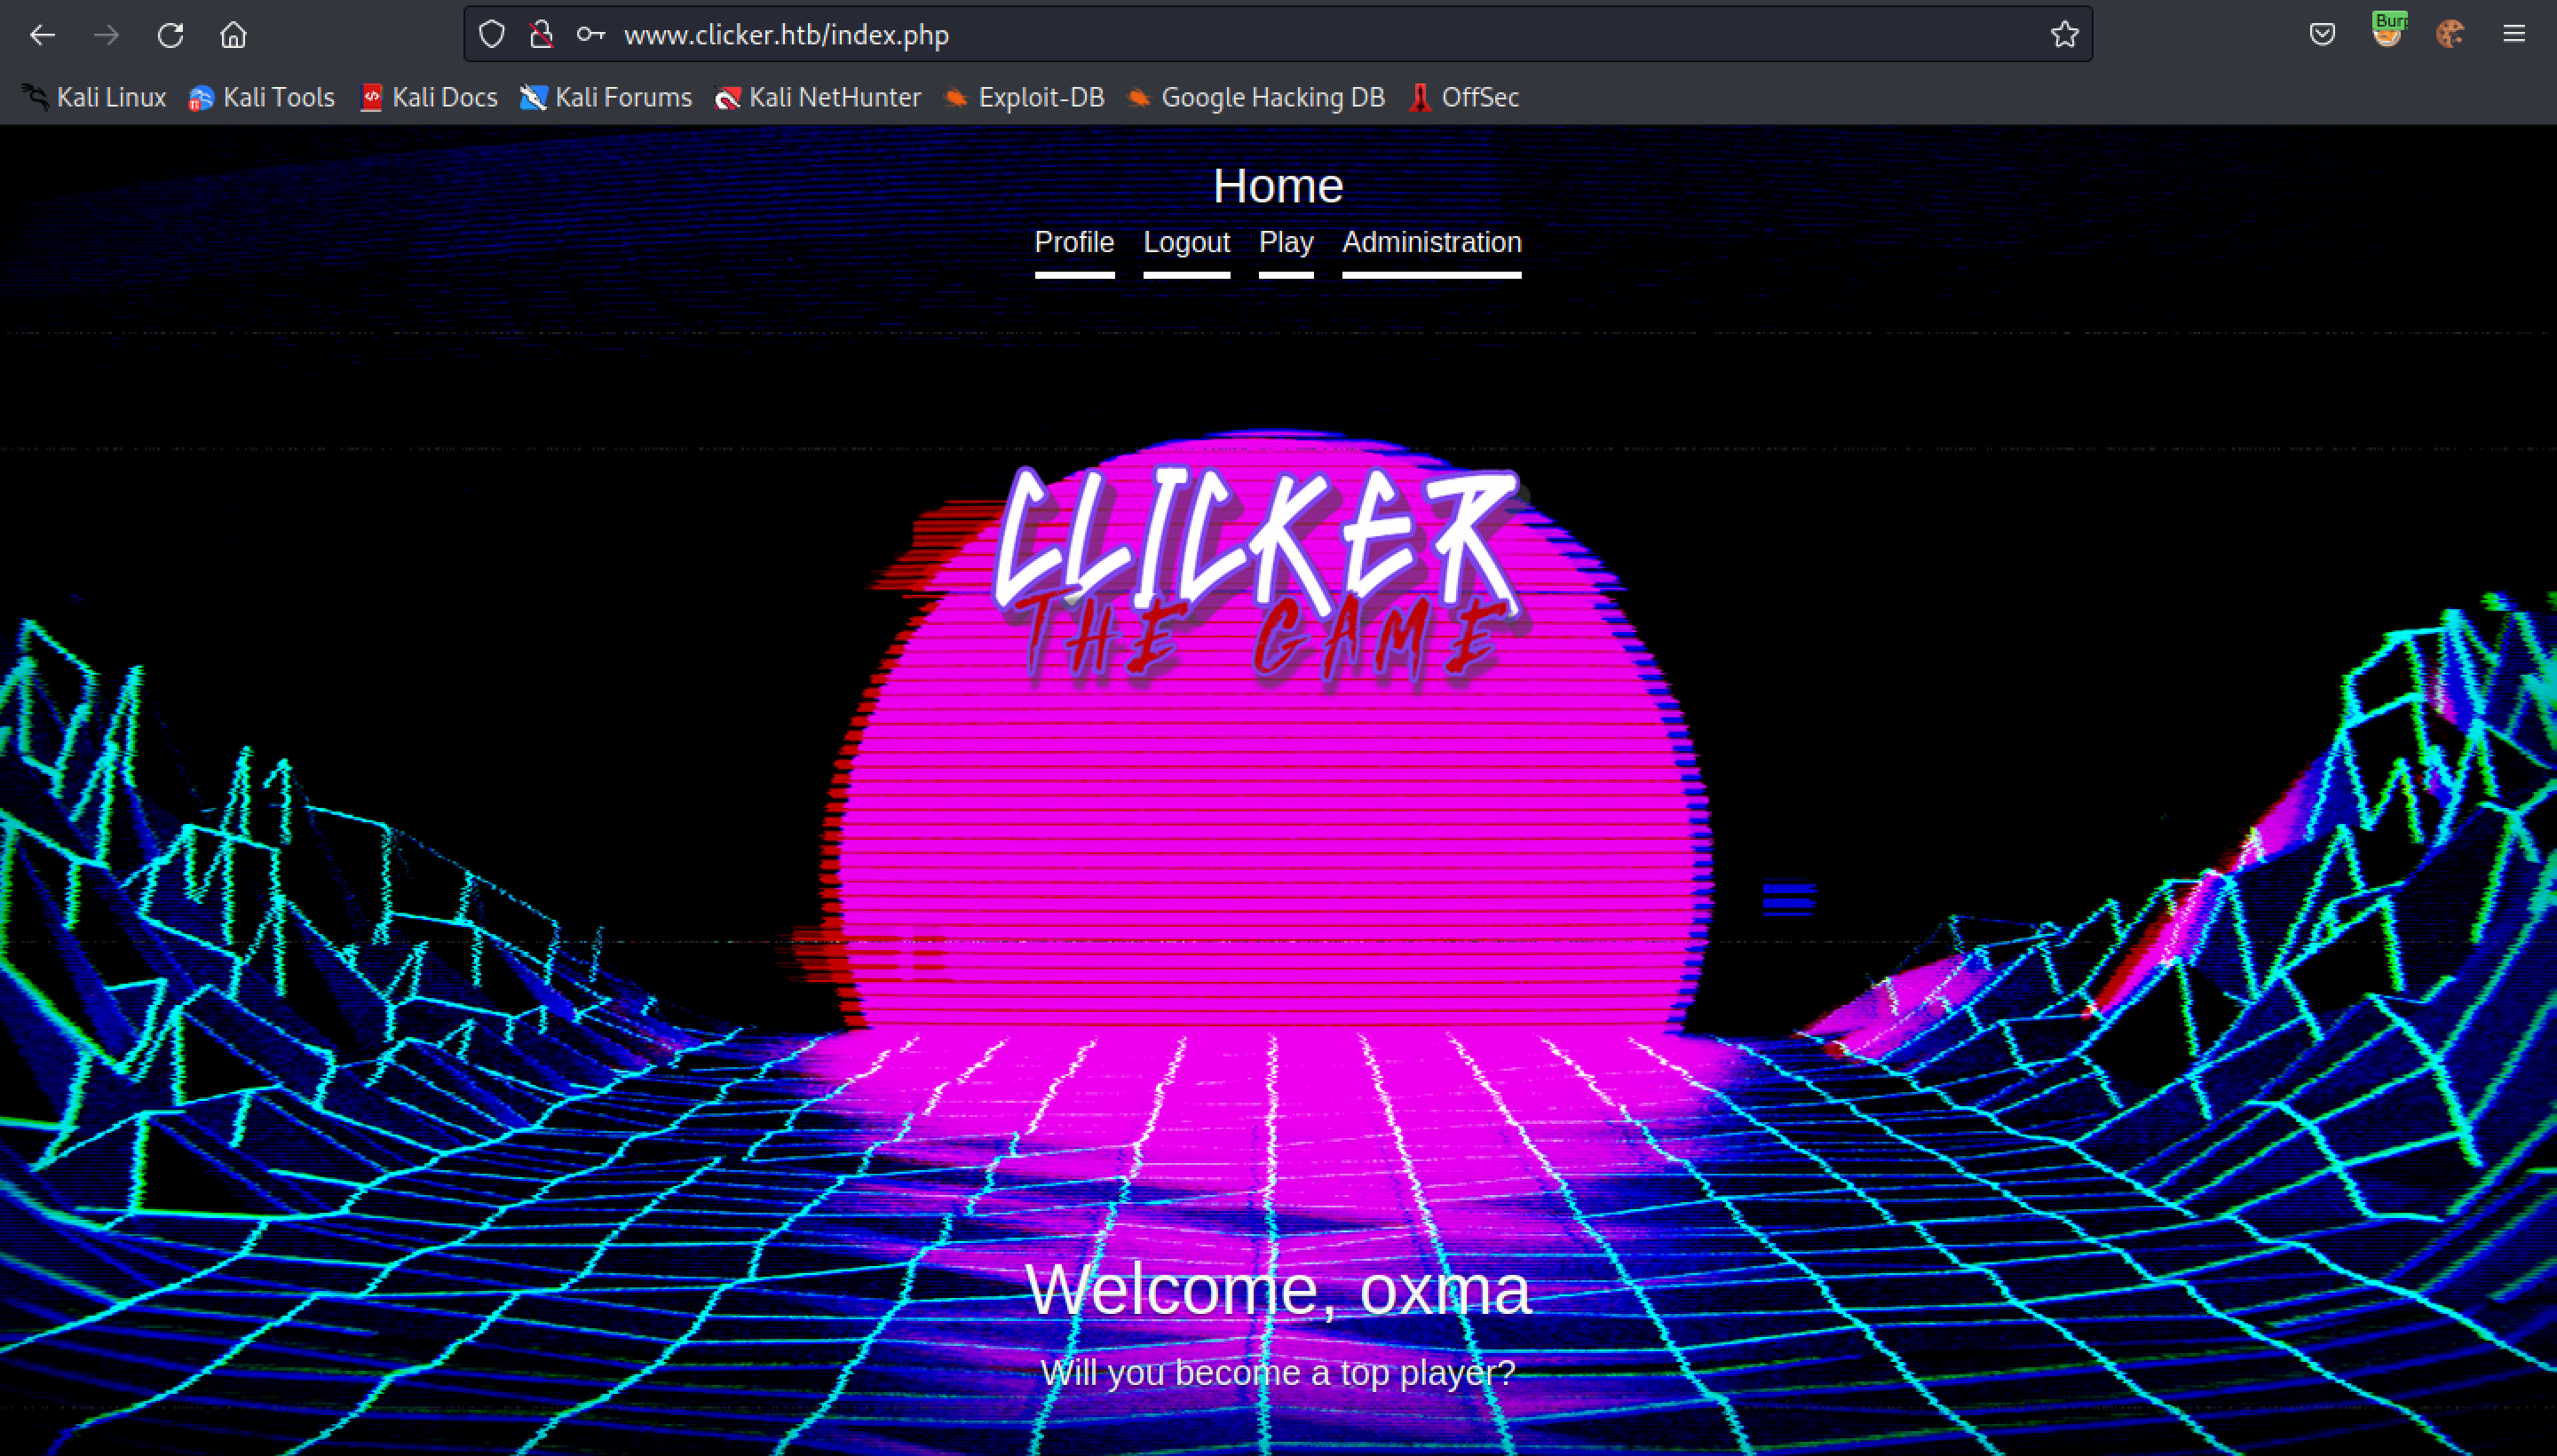 Burp
www.clicker.htb/index.php
Kali Linux Kali Tools Kali Docs Kali Forums Kali NetHunter Exploit-DB Google Hacking DB OffSec
Home
Profile Logout Play Administration
CLICKER
THE GAME
Welcome, oxma
Will you become a top player?